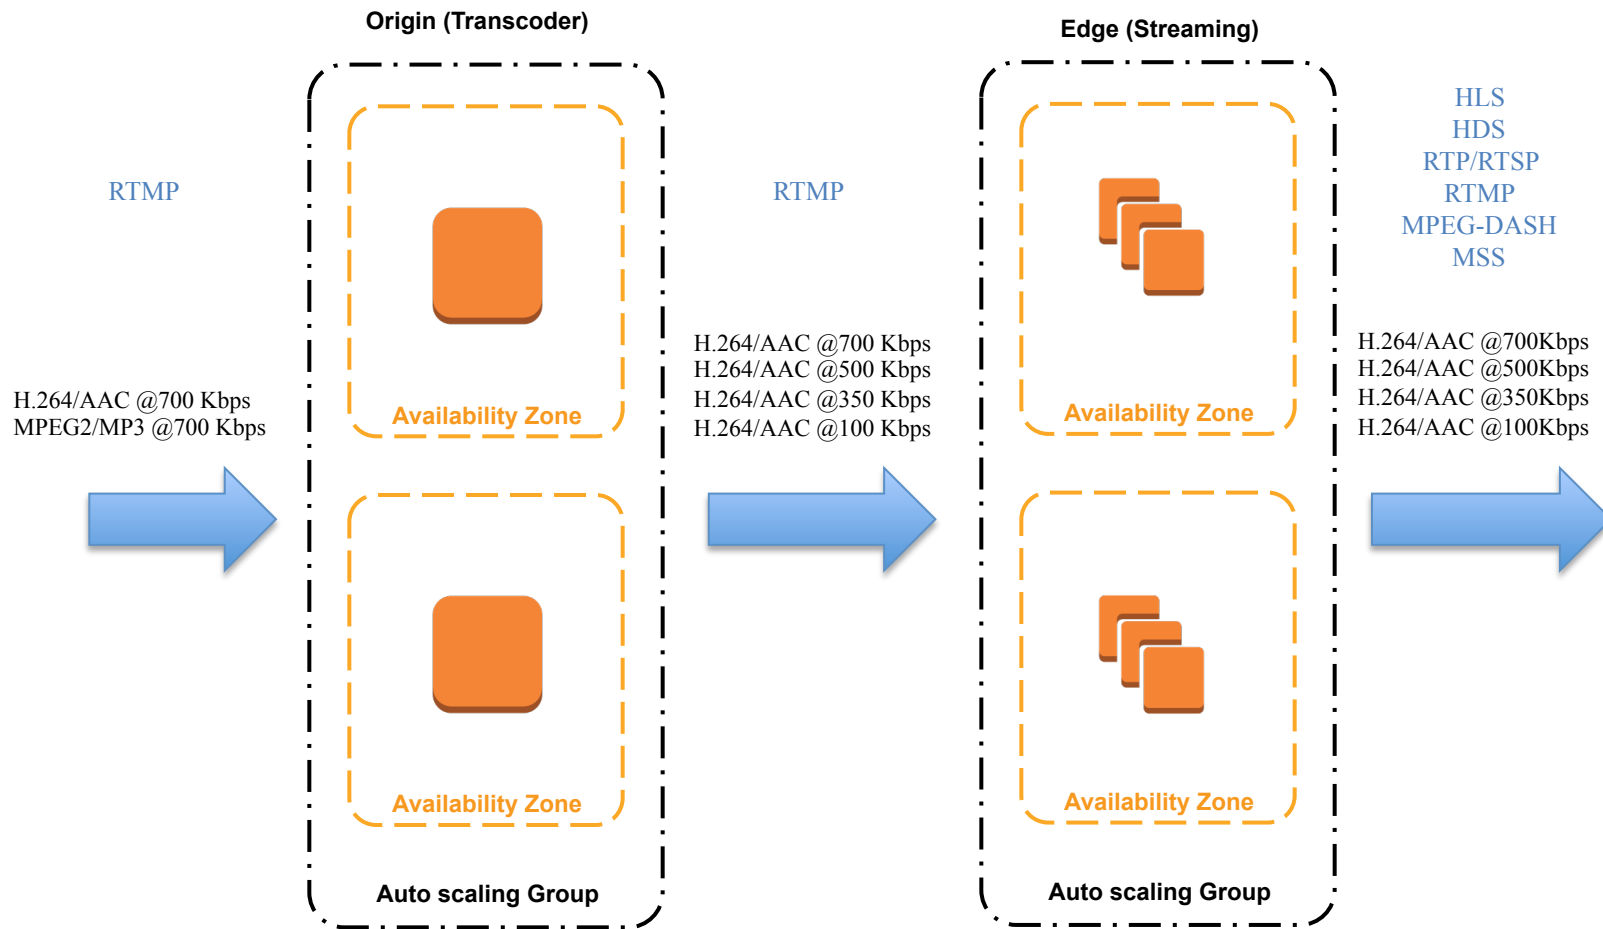 Origin (Transcoder)
Edge (Streaming)
RTMP
H.264/AAC @700 Kbps
MPEG2/MP3 @700 Kbps
Availability Zone
Availability Zone
Auto scaling Group
RTMP
H.264/AAC @700 Kbps
H.264/AAC @500 Kbps
H.264/AAC @350 Kbps
H.264/AAC @100 Kbps
Availability Zone
Availability Zone
Auto scaling Group
HLS
HDS
RTP/RTSP
RTMP
MPEG-DASH
MSS
H.264/AAC @700Kbps
H.264/AAC @500Kbps
H.264/AAC @350Kbps
H.264/AAC @100Kbps